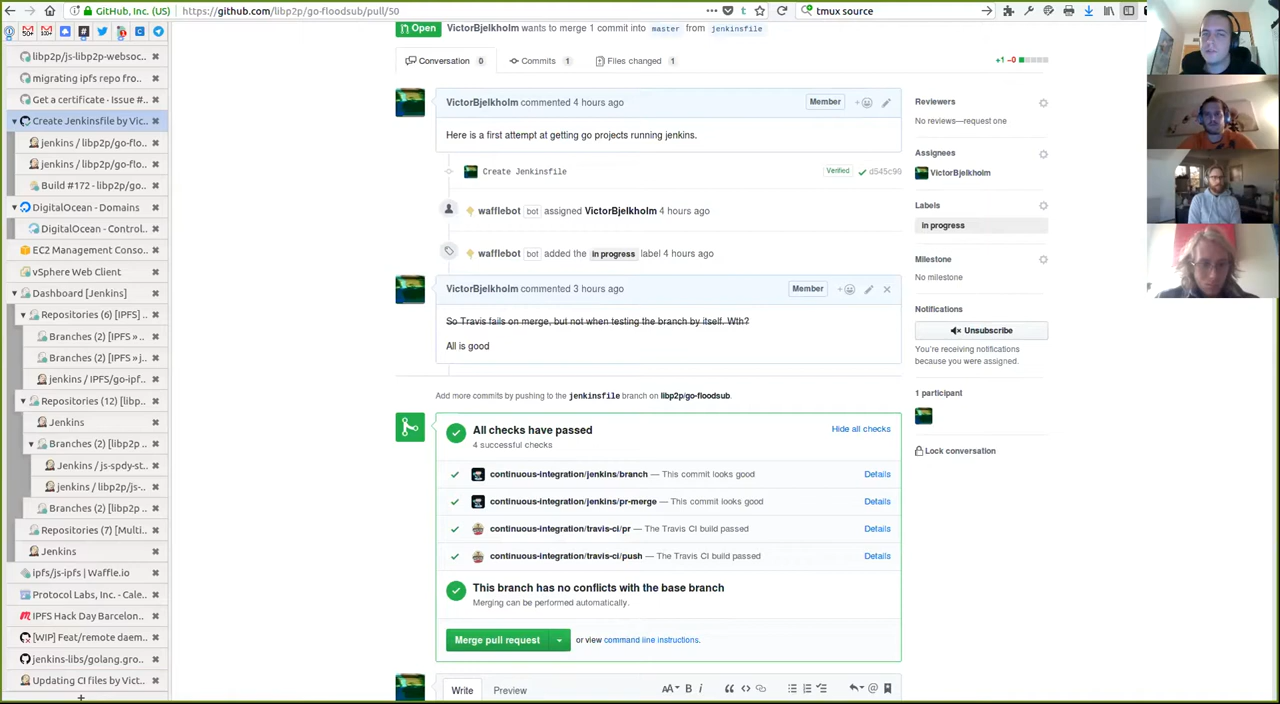 GitHub, Inc. (US)
https://github.com/libp2p/go-floodsub/pull/50
tmux source
libp2p/js-libp2p-websoc...
migrating ipfs repo fro...
Get a certificate - Issue #...
Create Jenkinsfile by Vic...
jenkins / libp2p/go-flo...
jenkins / libp2p/go-flo...
Build #172 - libp2p/go...
DigitalOcean - Domains
DigitalOcean - Control...
EC2 Management Conso...
vSphere Web Client
Dashboard [Jenkins]
Repositories (6) [IPFS]
Branches (2) [IPFS » ..
Branches (2) [IPFS » j..
jenkins / IPFS/go-ipf..
Repositories (12) [libp..
Jenkins
Branches (2) [libp2p ..
Jenkins / js-spdy-st...
jenkins / libp2p/js-...
Branches (2) [libp2p ..
Repositories (7) [Multi..
Jenkins
ipfs/js-ipfs | Waffle.io
Protocol Labs, Inc. - Cale...
IPFS Hack Day Barcelon...
[WIP] Feat/remote daem...
jenkins-libs/golang.gro...
Updating CI files by Vict...
Open VictorBjelkholm wants to merge 1 commit into master from jenkinsfile
Conversation 0 Commits 1 Files changed 1 +1 −0
VictorBjelkholm commented 4 hours ago Member
Here is a first attempt at getting go projects running jenkins.
Create Jenkinsfile Verified d545c90
wafflebot bot assigned VictorBjelkholm 4 hours ago
wafflebot bot added the in progress label 4 hours ago
VictorBjelkholm commented 3 hours ago Member
So Travis fails on merge, but not when testing the branch by itself. Wth?
All is good
Add more commits by pushing to the jenkinsfile branch on libp2p/go-floodsub.
All checks have passed Hide all checks
4 successful checks
continuous-integration/jenkins/branch — This commit looks good Details
continuous-integration/jenkins/pr-merge — This commit looks good Details
continuous-integration/travis-ci/pr — The Travis CI build passed Details
continuous-integration/travis-ci/push — The Travis CI build passed Details
This branch has no conflicts with the base branch
Merging can be performed automatically.
Merge pull request or view command line instructions.
Write Preview AA B i
Reviewers
No reviews—request one
Assignees
VictorBjelkholm
Labels
in progress
Milestone
No milestone
Notifications
Unsubscribe
You're receiving notifications
because you were assigned.
1 participant
Lock conversation